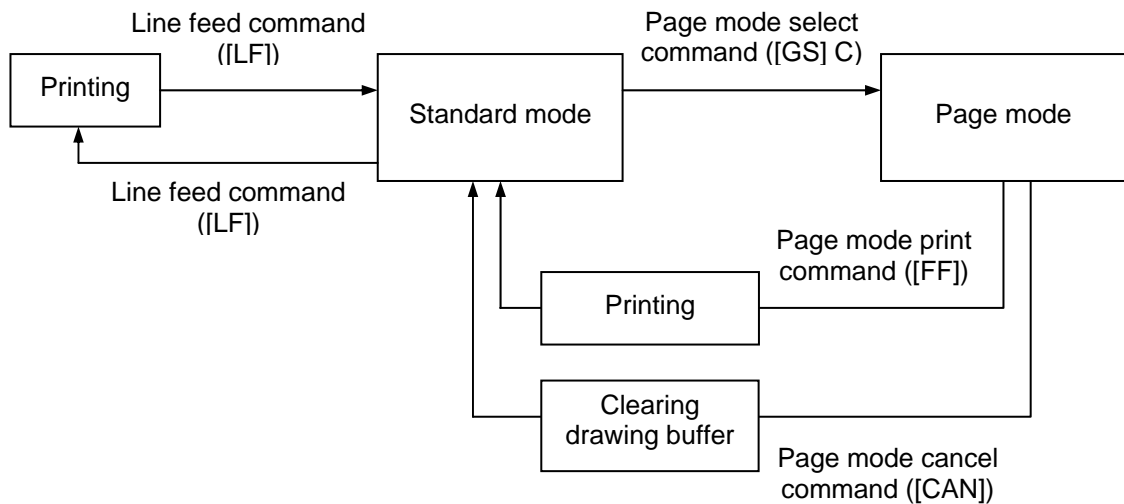 Line feed command
([LF])
Page mode select
command ([GS] C)
Printing
Standard mode
Page mode
Line feed command
([LF])
Page mode print
command ([FF])
Printing
Clearing
drawing buffer
Page mode cancel
command ([CAN])